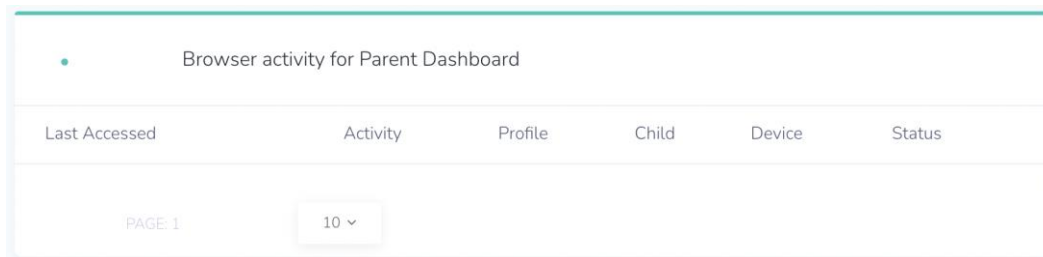 Browser activity for Parent Dashboard
Last Accessed Activity Profile Child Device Status
PAGE: 1 10